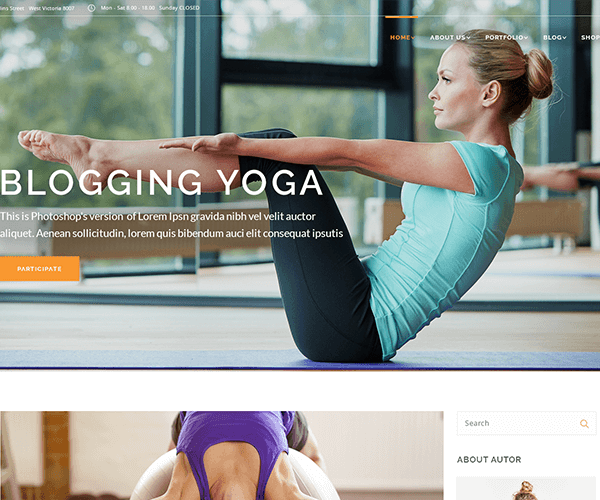 ens Street West Victoria 8007 Mon - Sat 8.00 - 18.00 Sunday CLOSED
HOME ABOUT US PORTFOLIO BLOG SHOP
BLOGGING YOGA
This is Photoshop's version of Lorem Ipsn gravida nibh vel velit auctor
aliquet. Aenean sollicitudin, lorem quis bibendum auci elit consequat ipsutis
PARTICIPATE
Search
ABOUT AUTOR